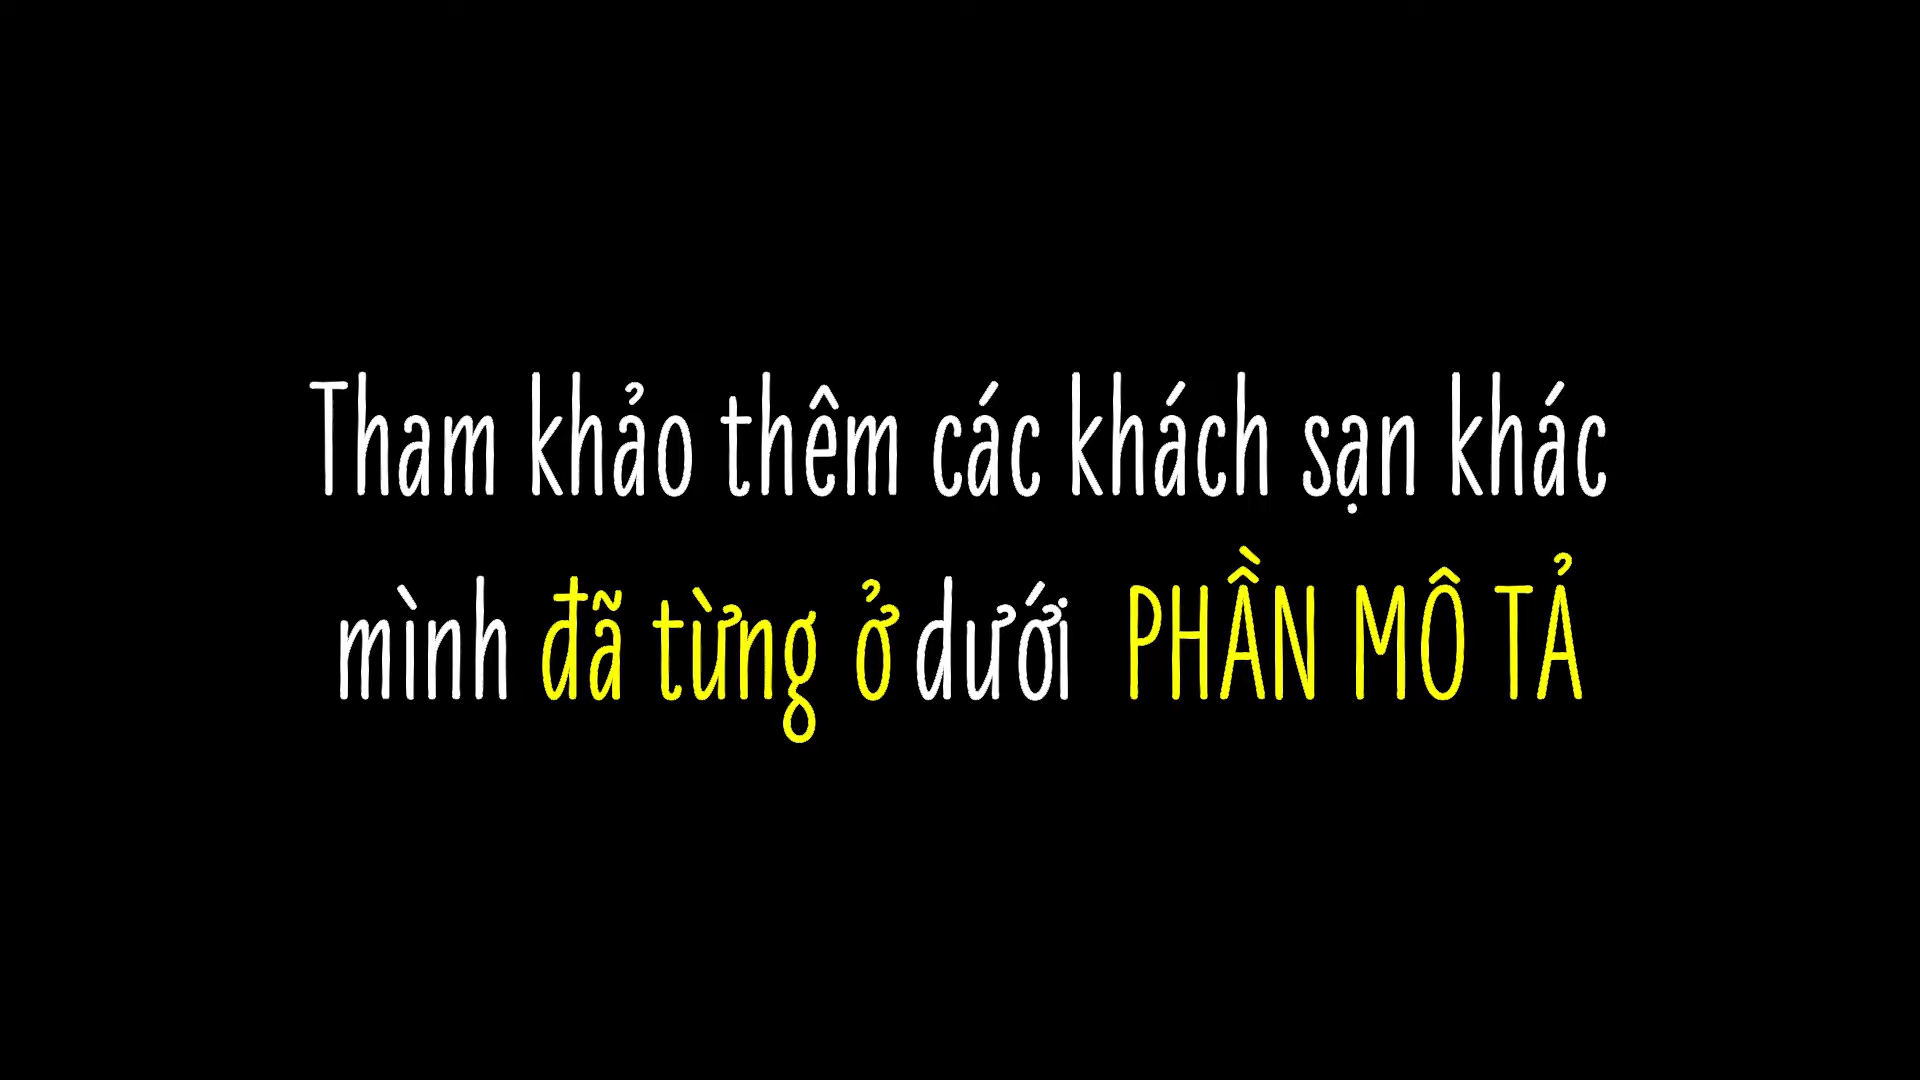 Tham khảo thêm các khách sạn khác
mình đã từng ở dưới PHẦN MÔ TẢ